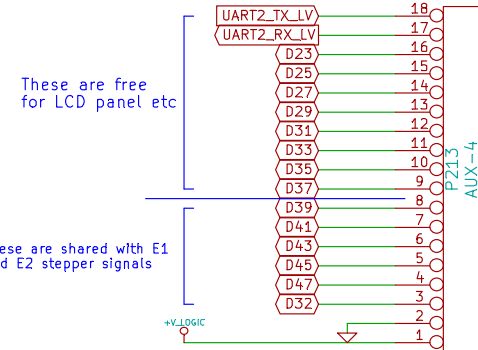 UART2_TX_LV 18
UART2_RX_LV 17
D23 16
D25 15
These are free
for LCD panel etc
D27 14
D29 13
D31 12
D33 11
D35 10
D37 9
P213
AUX-4
D39 8
D41 7
ese are shared with E1
d E2 stepper signals
D43 6
D45 5
D47 4
D32 3
+V_LOGIC
2
1